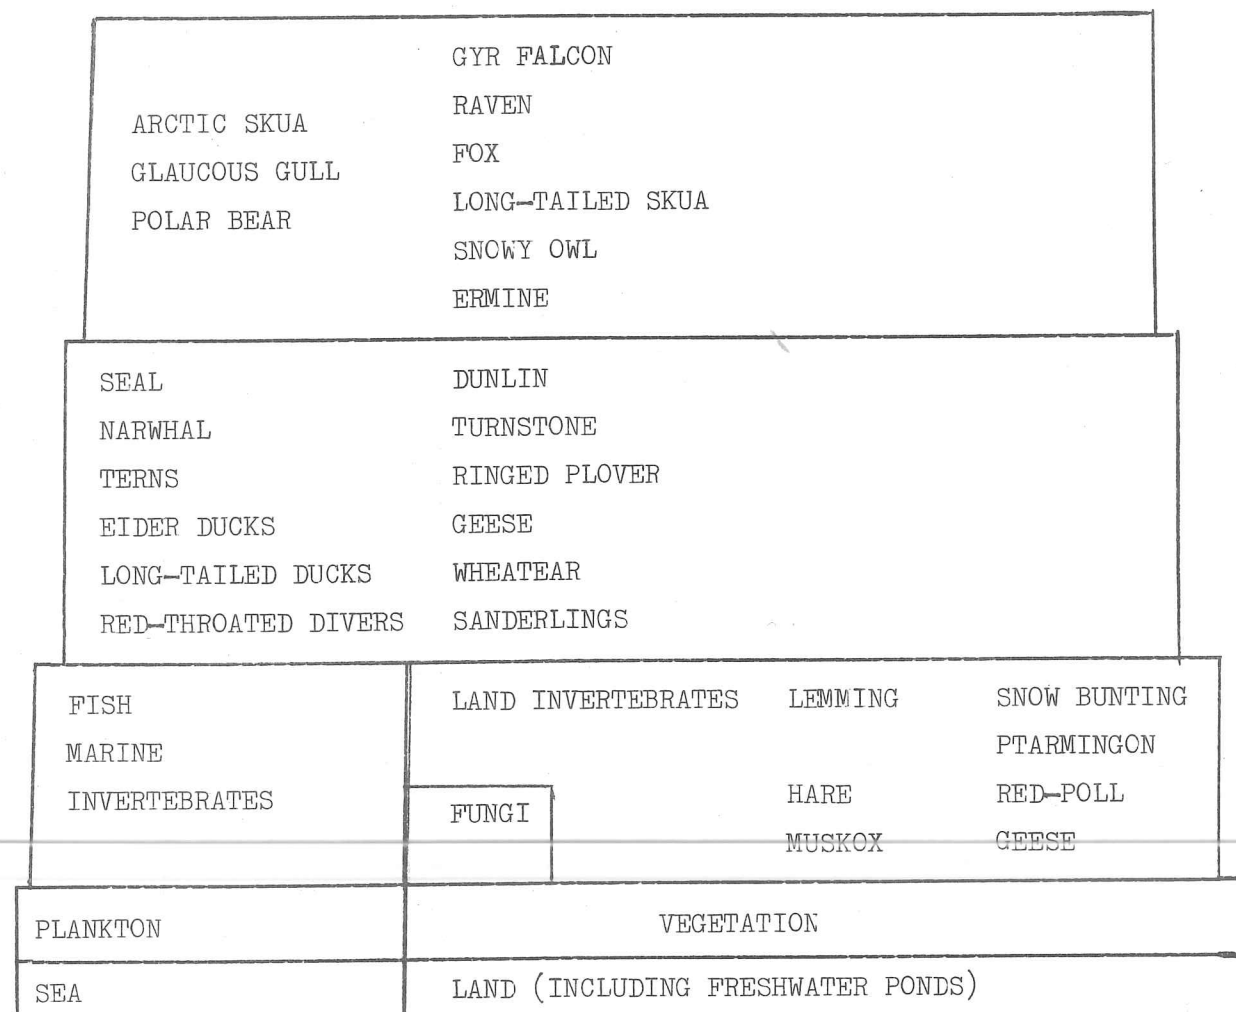 GYR FALCON
RAVEN
ARCTIC SKUA
FOX
GLAUCOUS GULL
LONG-TAILED SKUA
POLAR BEAR
SNOWY OWL
ERMINE
SEAL DUNLIN
NARWHAL TURNSTONE
TERNS RINGED PLOVER
EIDER DUCKS GEESE
LONG-TAILED DUCKS WHEATEAR
RED-THROATED DIVERS SANDERLINGS
FISH LAND INVERTEBRATES LEMMING SNOW BUNTING
MARINE PTARMINGON
INVERTEBRATES HARE RED-POLL
FUNGI
MUSKOX GEESE
PLANKTON VEGETATION
SEA LAND (INCLUDING FRESHWATER PONDS)